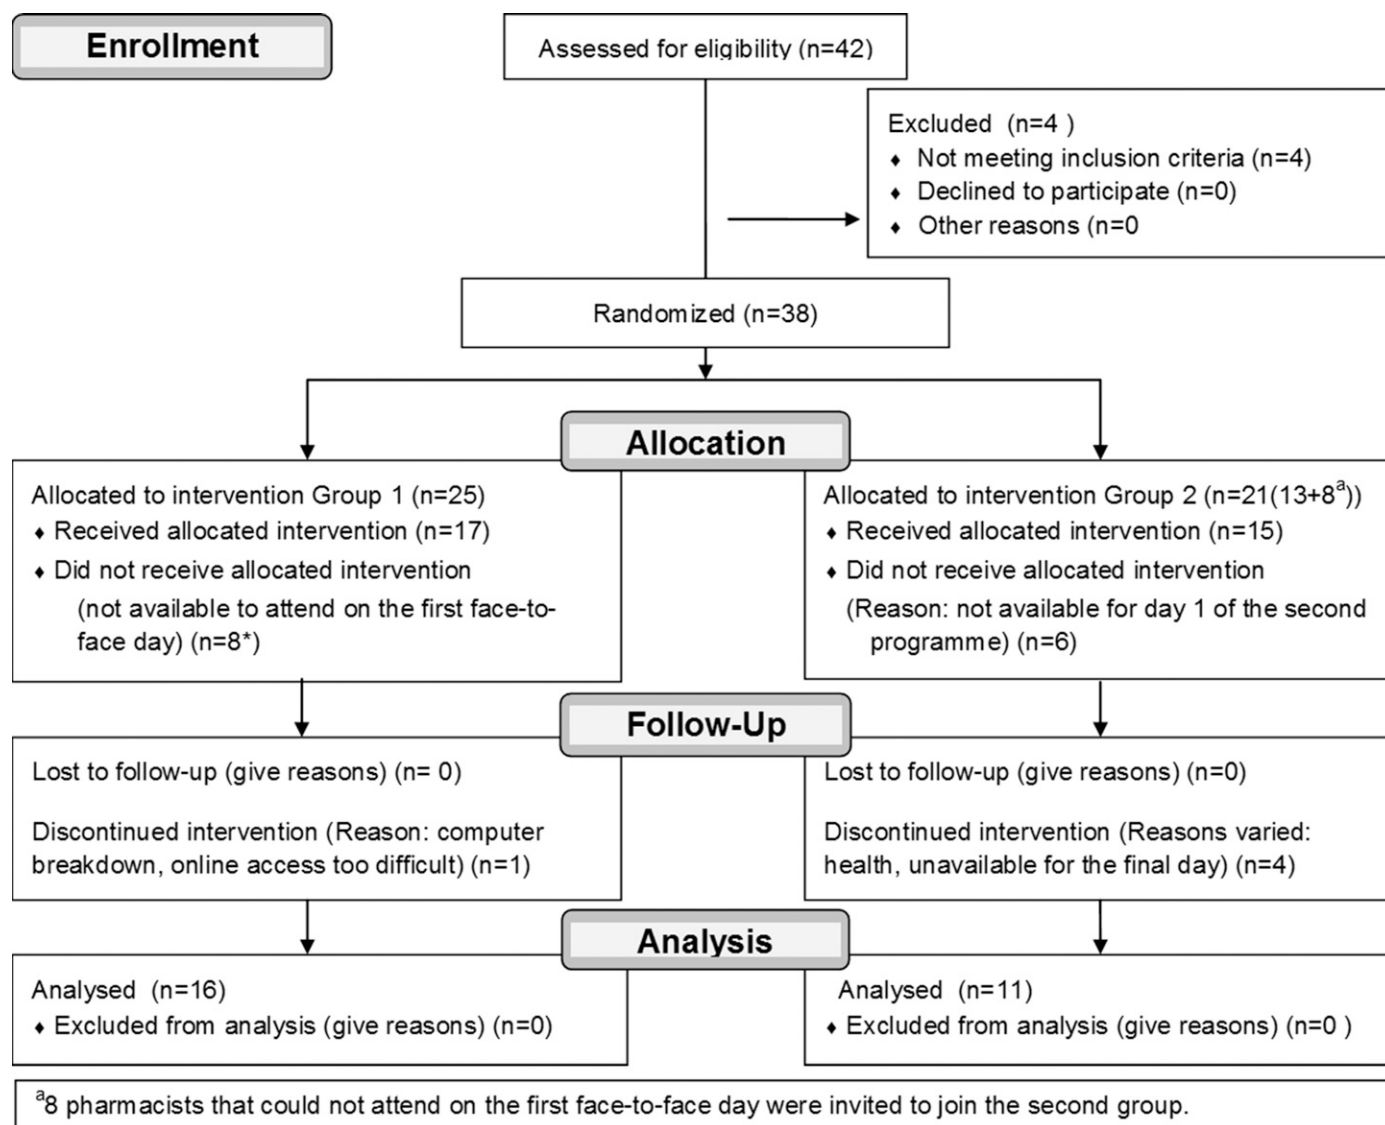 Enrollment
Assessed for eligibility (n=42)
Excluded (n=4 )
♦ Not meeting inclusion criteria (n=4)
♦ Declined to participate (n=0)
♦ Other reasons (n=0
Randomized (n=38)
Allocation
Allocated to intervention Group 1 (n=25)
♦ Received allocated intervention (n=17)
♦ Did not receive allocated intervention
(not available to attend on the first face-to-
face day) (n=8*)
Allocated to intervention Group 2 (n=21(13+8ᵃ))
♦ Received allocated intervention (n=15)
♦ Did not receive allocated intervention
(Reason: not available for day 1 of the second
programme) (n=6)
Follow-Up
Lost to follow-up (give reasons) (n= 0)
Discontinued intervention (Reason: computer
breakdown, online access too difficult) (n=1)
Lost to follow-up (give reasons) (n=0)
Discontinued intervention (Reasons varied:
health, unavailable for the final day) (n=4)
Analysis
Analysed (n=16)
♦ Excluded from analysis (give reasons) (n=0)
Analysed (n=11)
♦ Excluded from analysis (give reasons) (n=0 )
ᵃ8 pharmacists that could not attend on the first face-to-face day were invited to join the second group.